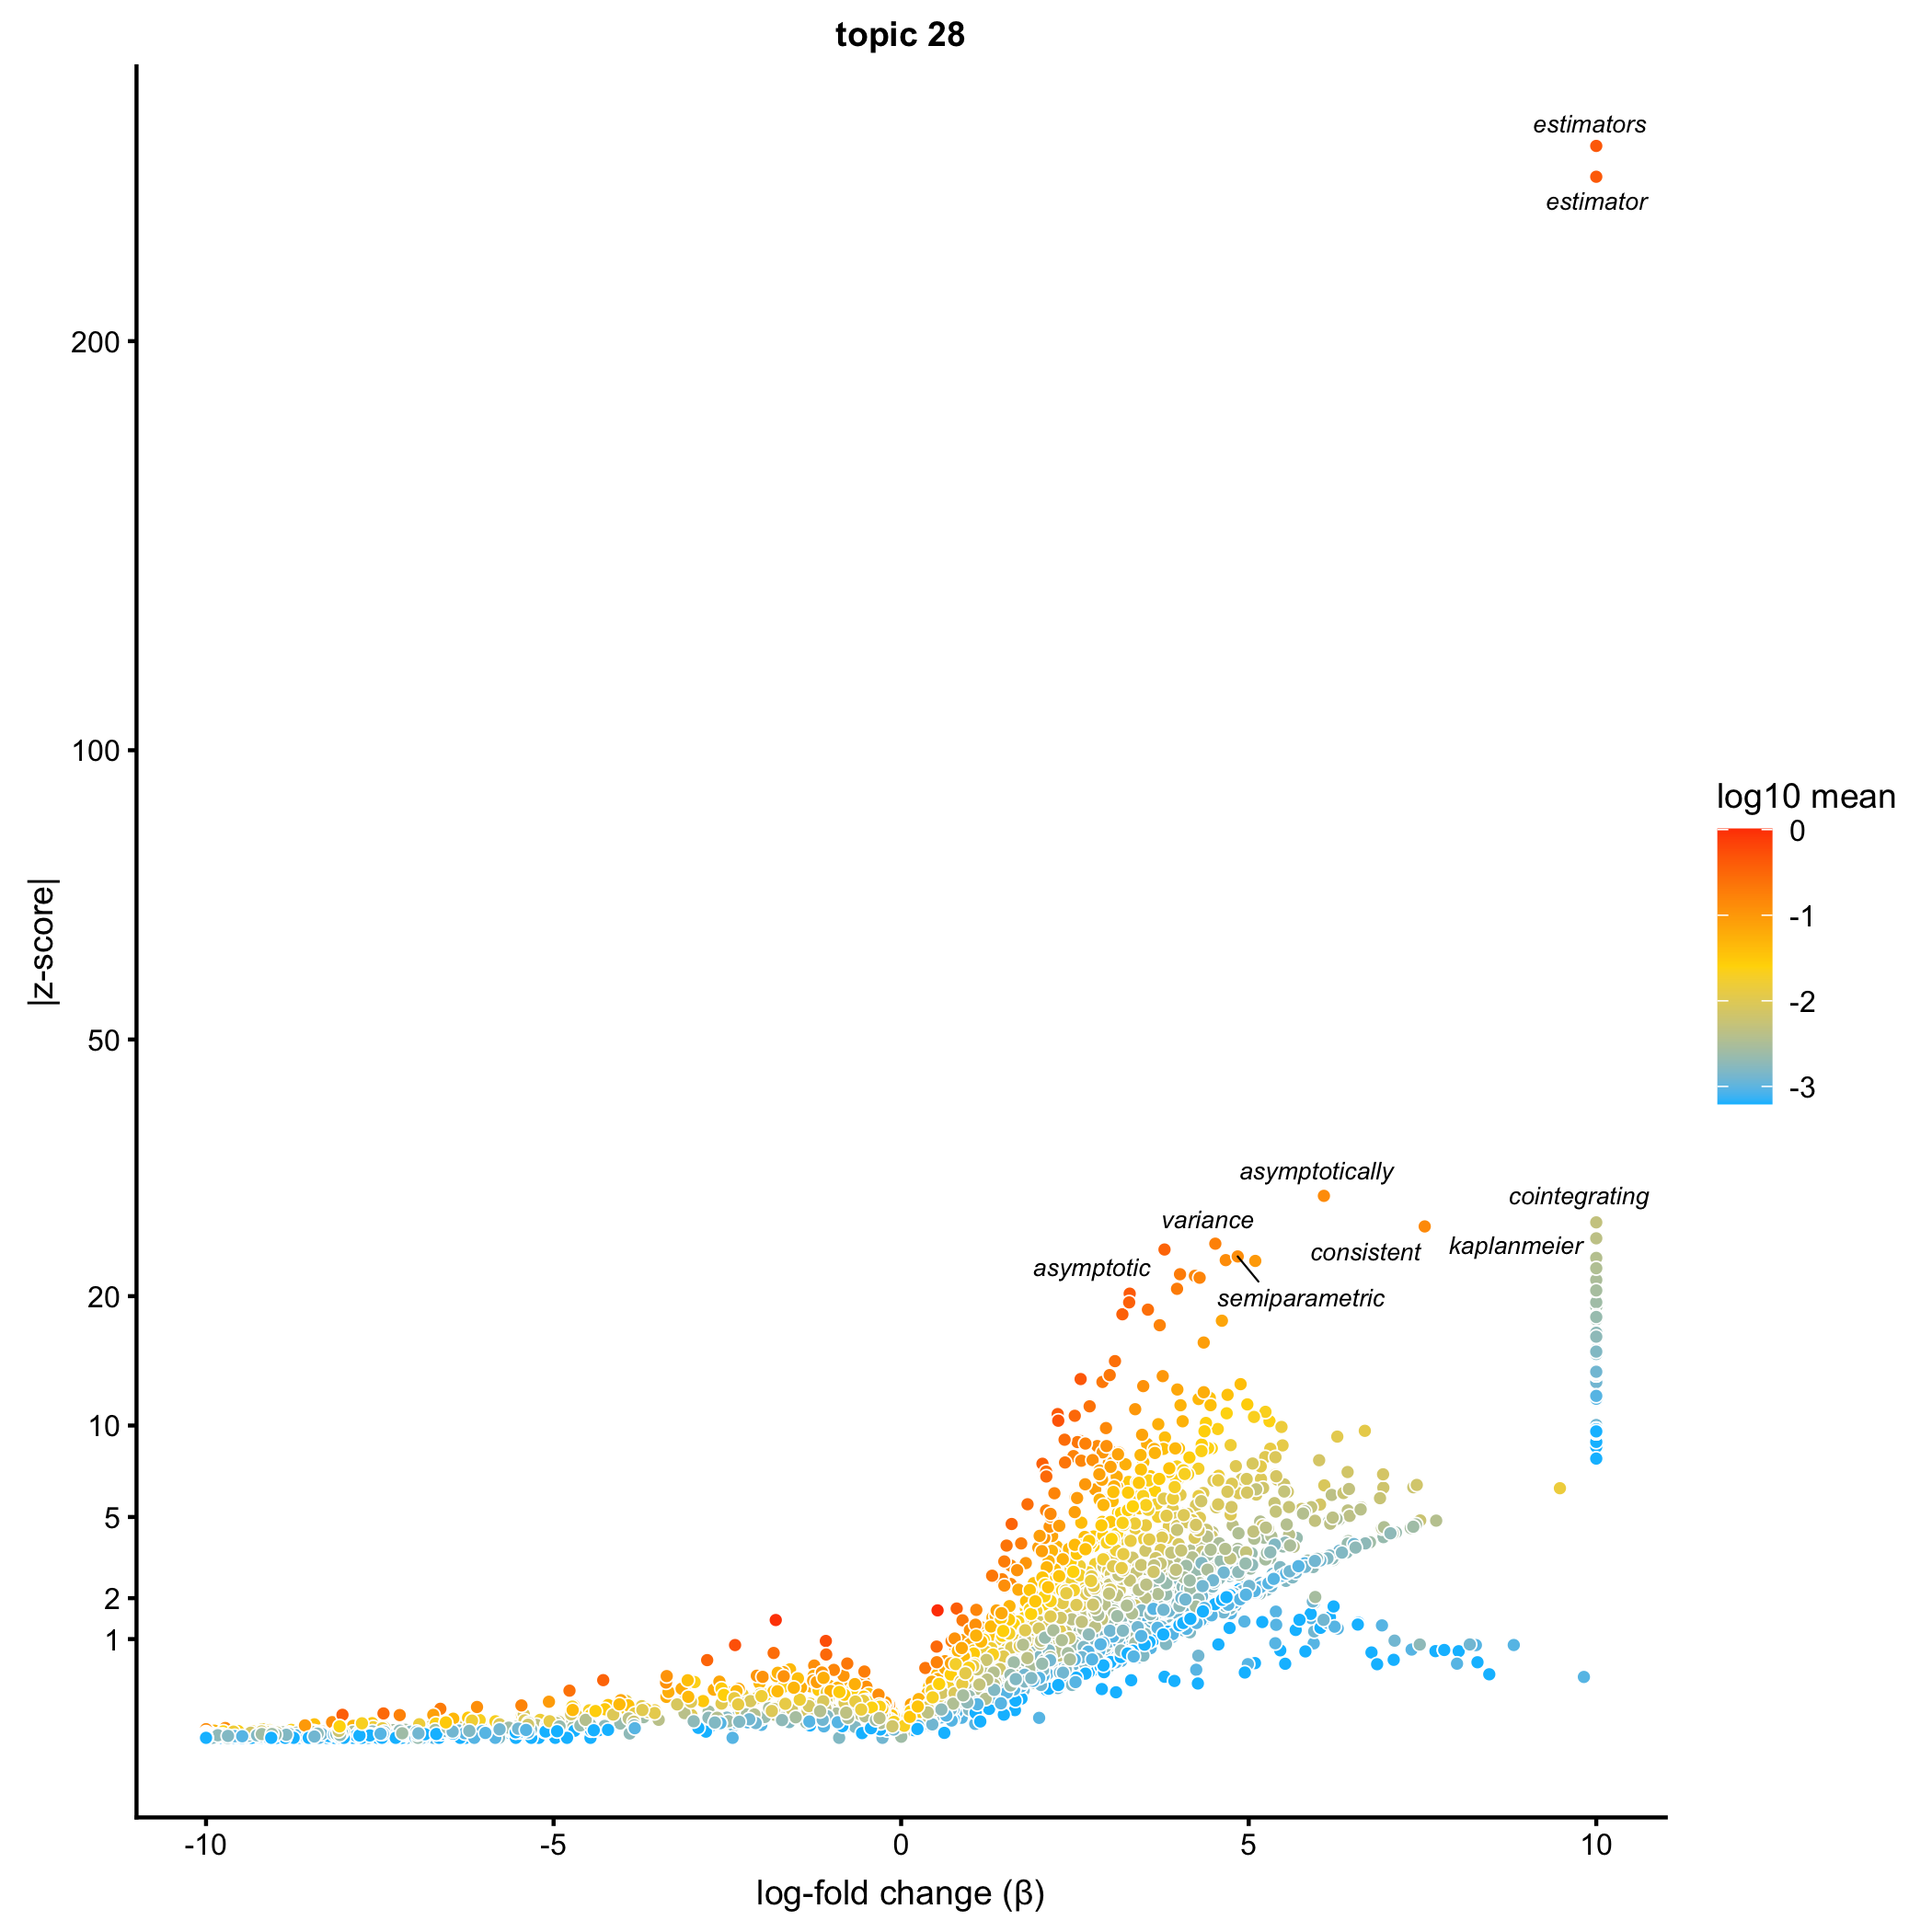 topic 28
estimators
estimator
200
100
log10 mean
0
-1
-2
-3
|z-score|
50
asymptotically
cointegrating
variance
consistent
kaplanmeier
asymptotic
semiparametric
20
10
5
2
1
-10
-5
0
5
10
log-fold change (β)